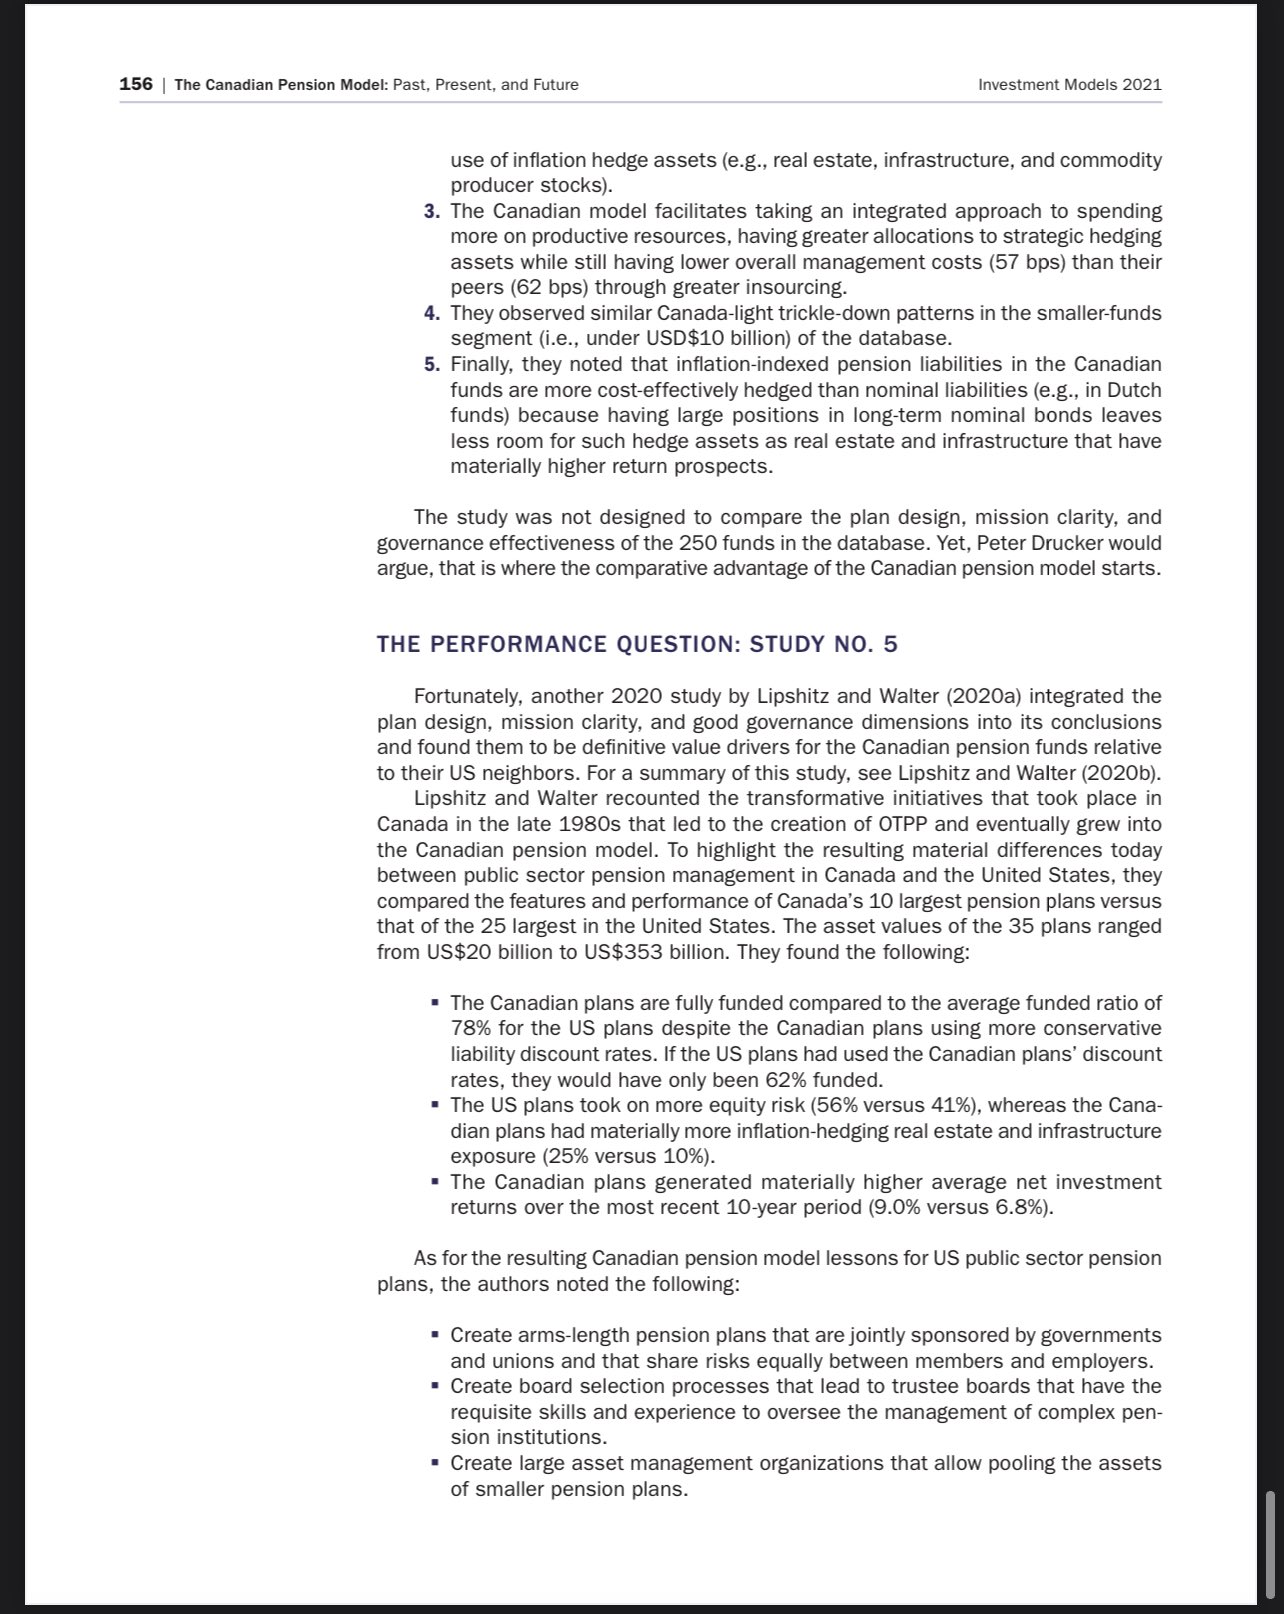 156 | The Canadian Pension Model: Past, Present, and Future Investment Models 2021
use of inflation hedge assets (e.g., real estate, infrastructure, and commodity
producer stocks).
3. The Canadian model facilitates taking an integrated approach to spending
more on productive resources, having greater allocations to strategic hedging
assets while still having lower overall management costs (57 bps) than their
peers (62 bps) through greater insourcing.
4. They observed similar Canada-light trickle-down patterns in the smaller-funds
segment (i.e., under USD$10 billion) of the database.
5. Finally, they noted that inflation-indexed pension liabilities in the Canadian
funds are more cost-effectively hedged than nominal liabilities (e.g., in Dutch
funds) because having large positions in long-term nominal bonds leaves
less room for such hedge assets as real estate and infrastructure that have
materially higher return prospects.
The study was not designed to compare the plan design, mission clarity, and
governance effectiveness of the 250 funds in the database. Yet, Peter Drucker would
argue, that is where the comparative advantage of the Canadian pension model starts.
THE PERFORMANCE QUESTION: STUDY NO. 5
Fortunately, another 2020 study by Lipshitz and Walter (2020a) integrated the
plan design, mission clarity, and good governance dimensions into its conclusions
and found them to be definitive value drivers for the Canadian pension funds relative
to their US neighbors. For a summary of this study, see Lipshitz and Walter (2020b).
Lipshitz and Walter recounted the transformative initiatives that took place in
Canada in the late 1980s that led to the creation of OTPP and eventually grew into
the Canadian pension model. To highlight the resulting material differences today
between public sector pension management in Canada and the United States, they
compared the features and performance of Canada's 10 largest pension plans versus
that of the 25 largest in the United States. The asset values of the 35 plans ranged
from US$20 billion to US$353 billion. They found the following:
▪ The Canadian plans are fully funded compared to the average funded ratio of
78% for the US plans despite the Canadian plans using more conservative
liability discount rates. If the US plans had used the Canadian plans' discount
rates, they would have only been 62% funded.
▪ The US plans took on more equity risk (56% versus 41%), whereas the Cana-
dian plans had materially more inflation-hedging real estate and infrastructure
exposure (25% versus 10%).
▪ The Canadian plans generated materially higher average net investment
returns over the most recent 10-year period (9.0% versus 6.8%).
As for the resulting Canadian pension model lessons for US public sector pension
plans, the authors noted the following:
▪ Create arms-length pension plans that are jointly sponsored by governments
and unions and that share risks equally between members and employers.
▪ Create board selection processes that lead to trustee boards that have the
requisite skills and experience to oversee the management of complex pen-
sion institutions.
▪ Create large asset management organizations that allow pooling the assets
of smaller pension plans.